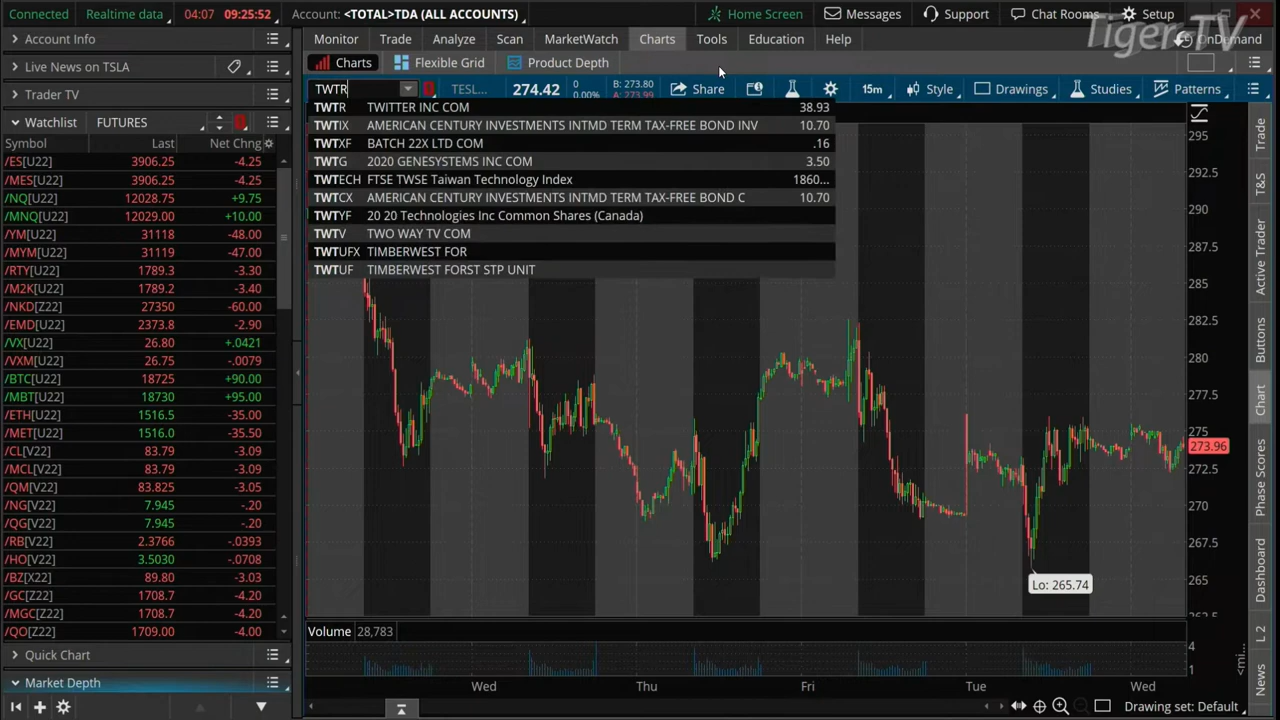 Connected Realtime data 04:07 09:25:52 Account: <TOTAL>TDA (ALL ACCOUNTS) Home Screen Messages Support Chat Rooms Setup
Tiger TV
Account Info Monitor Trade Analyze Scan MarketWatch Charts Tools Education Help OnDemand
Live News on TSLA Charts Flexible Grid Product Depth
Trader TV TWTR TESL... 274.42 0 0.00% B: 273.80 A: 273.99 Share 15m Style Drawings Studies Patterns
Watchlist FUTURES
Symbol Last Net Chng
/ES[U22] 3906.25 -4.25
/MES[U22] 3906.25 -4.25
/NQ[U22] 12028.75 +9.75
/MNQ[U22] 12029.00 +10.00
/YM[U22] 31118 -48.00
/MYM[U22] 31119 -47.00
/RTY[U22] 1789.3 -3.30
/M2K[U22] 1789.2 -3.40
/NKD[Z22] 27350 -60.00
/EMD[U22] 2373.8 -2.90
/VX[U22] 26.80 +.0421
/VXM[U22] 26.75 -.0079
/BTC[U22] 18725 +90.00
/MBT[U22] 18730 +95.00
/ETH[U22] 1516.5 -35.00
/MET[U22] 1516.0 -35.50
/CL[V22] 83.79 -3.09
/MCL[V22] 83.79 -3.09
/QM[V22] 83.825 -3.05
/NG[V22] 7.945 -.20
/QG[V22] 7.945 -.20
/RB[V22] 2.3766 -.0393
/HO[V22] 3.5030 -.0708
/BZ[X22] 89.80 -3.03
/GC[Z22] 1708.7 -4.20
/MGC[Z22] 1708.7 -4.20
/QO[Z22] 1709.00 -4.00
Quick Chart
Market Depth
TWTR TWITTER INC COM 38.93
TWTIX AMERICAN CENTURY INVESTMENTS INTMD TERM TAX-FREE BOND INV 10.70
TWTXF BATCH 22X LTD COM .16
TWTG 2020 GENESYSTEMS INC COM 3.50
TWTECH FTSE TWSE Taiwan Technology Index 1860...
TWTCX AMERICAN CENTURY INVESTMENTS INTMD TERM TAX-FREE BOND C 10.70
TWTYF 20 20 Technologies Inc Common Shares (Canada)
TWTV TWO WAY TV COM
TWTUFX TIMBERWEST FOR
TWTUF TIMBERWEST FORST STP UNIT
295
292.5
290
287.5
285
282.5
280
277.5
275
273.96
272.5
270
267.5
265
262.5
Lo: 265.74
Volume 28,783
4
1
<mi...
Wed Thu Fri Tue Wed
Drawing set: Default
Trade
T&S
Active Trader
Buttons
Chart
Phase Scores
Dashboard
L 2
News